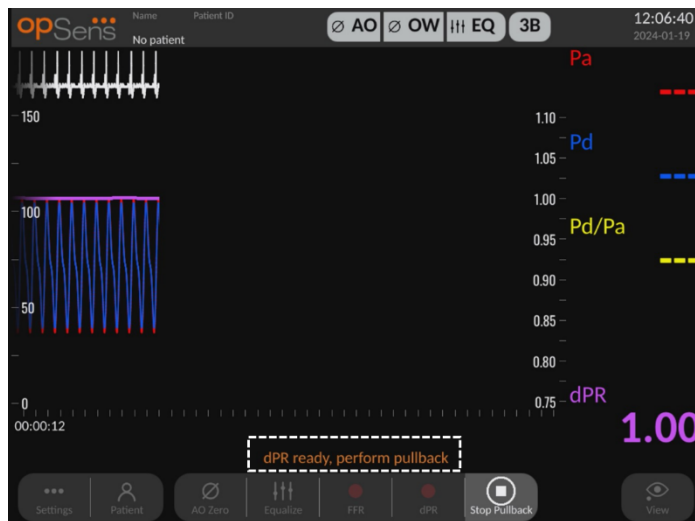 opSens
Name Patient ID
No patient
AO OW EQ 3B
12:06:40
2024-01-19
Pa
150
1.10
Pd
1.05
1.00
100
Pd/Pa
0.95
0.90
50
0.85
0.80
0
0.75
dPR
00:00:12
1.00
dPR ready, perform pullback
Settings Patient AO Zero Equalize FFR dPR Stop Pullback View